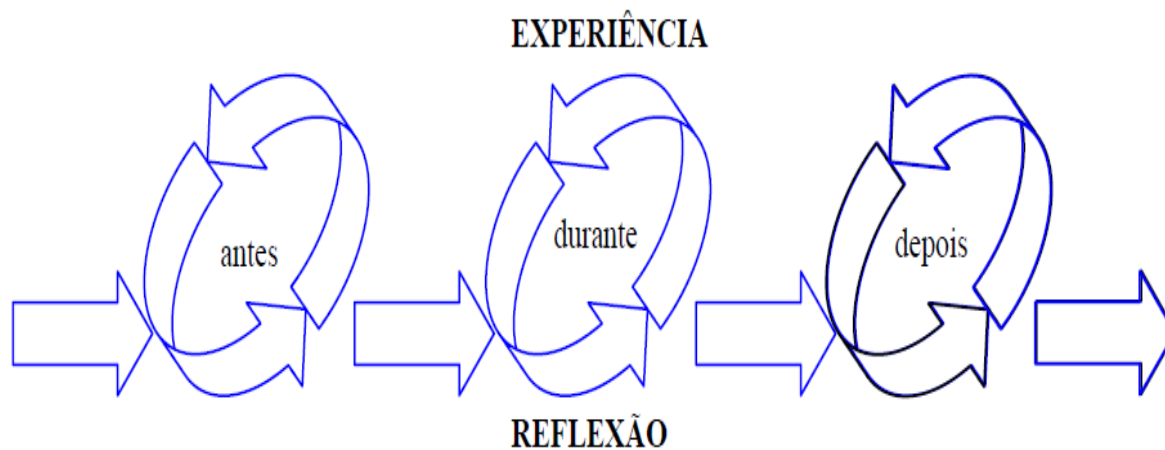 EXPERIÊNCIA
antes
durante
depois
REFLEXÃO